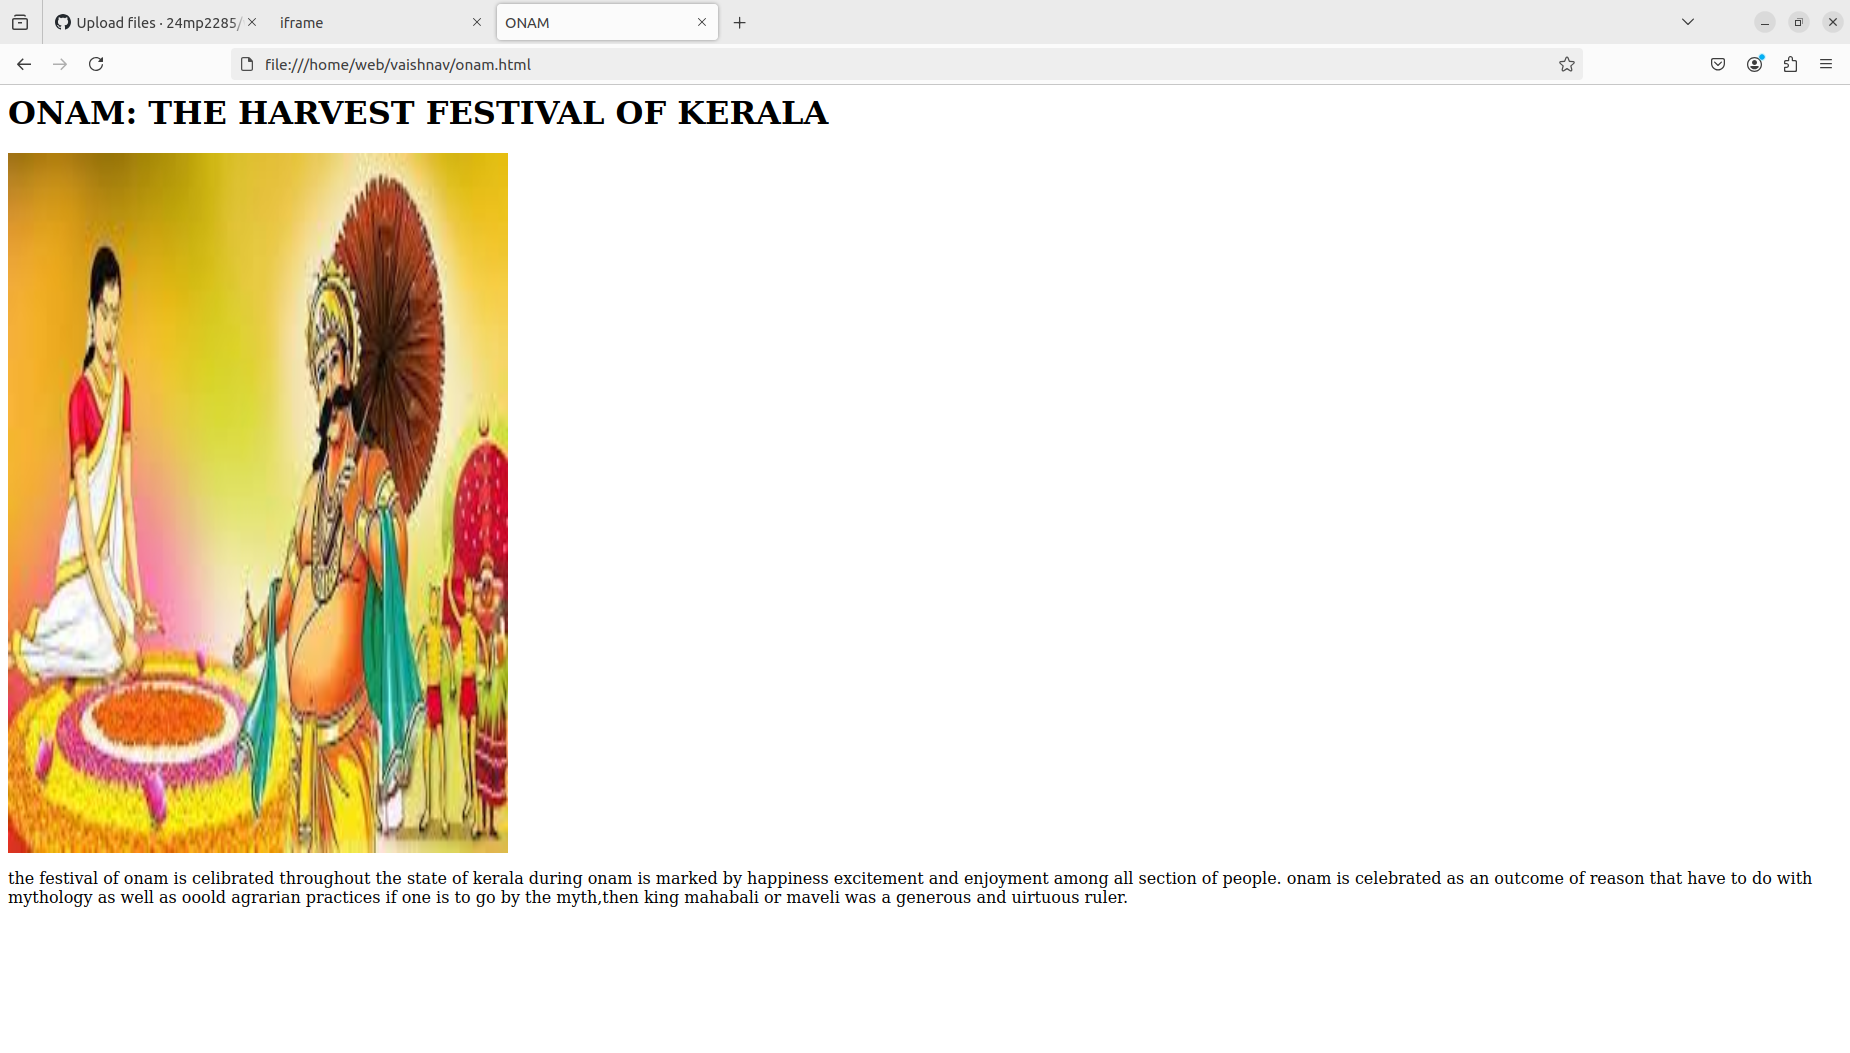 Upload files · 24mp2285/
iframe
ONAM
file:///home/web/vaishnav/onam.html
ONAM: THE HARVEST FESTIVAL OF KERALA
the festival of onam is celibrated throughout the state of kerala during onam is marked by happiness excitement and enjoyment among all section of people. onam is celebrated as an outcome of reason that have to do with
mythology as well as ooold agrarian practices if one is to go by the myth,then king mahabali or maveli was a generous and uirtuous ruler.